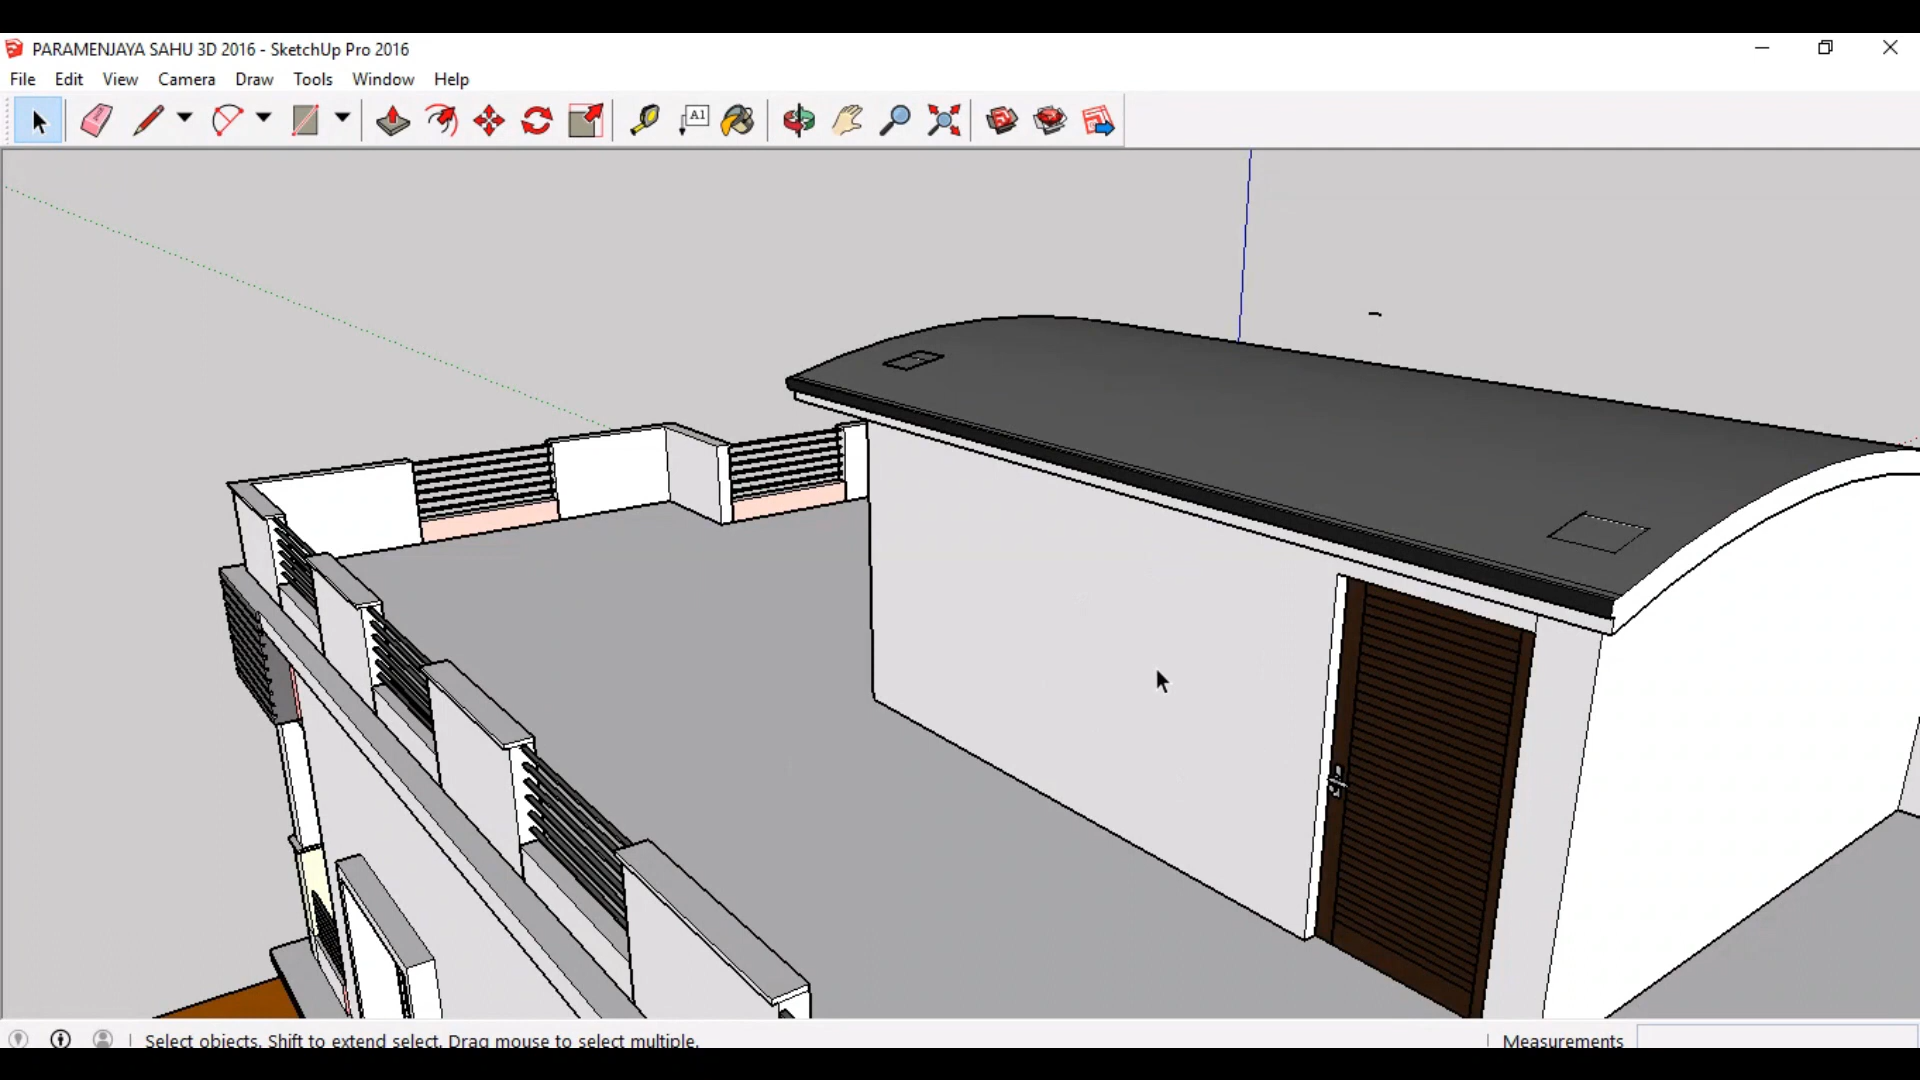 PARAMENJAYA SAHU 3D 2016 - SketchUp Pro 2016
File Edit View Camera Draw Tools Window Help
A1
Select objects. Shift to extend select. Drag mouse to select multiple.
Measurements